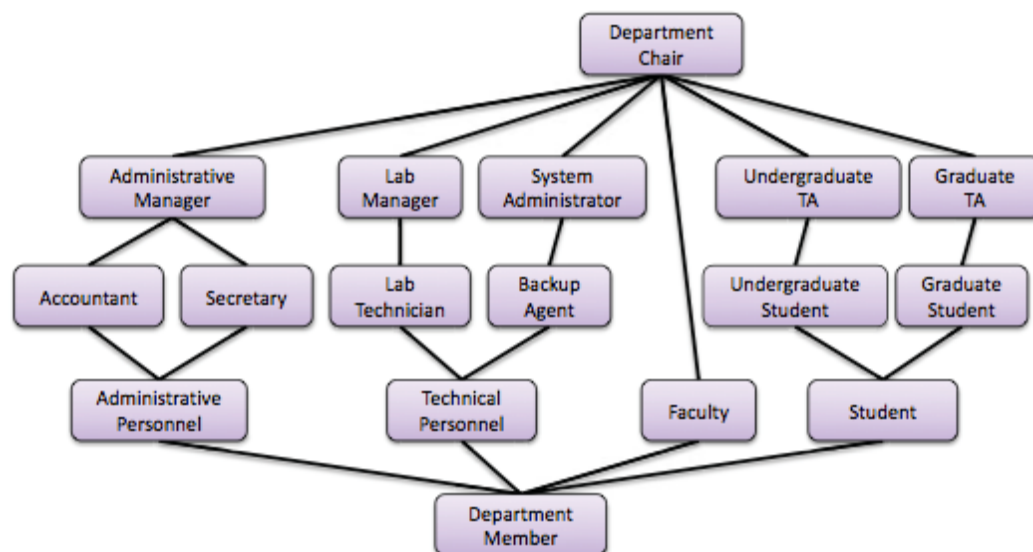 Department
Chair
Administrative
Manager
Lab
Manager
System
Administrator
Undergraduate
TA
Graduate
TA
Accountant
Secretary
Lab
Technician
Backup
Agent
Undergraduate
Student
Graduate
Student
Administrative
Personnel
Technical
Personnel
Faculty
Student
Department
Member